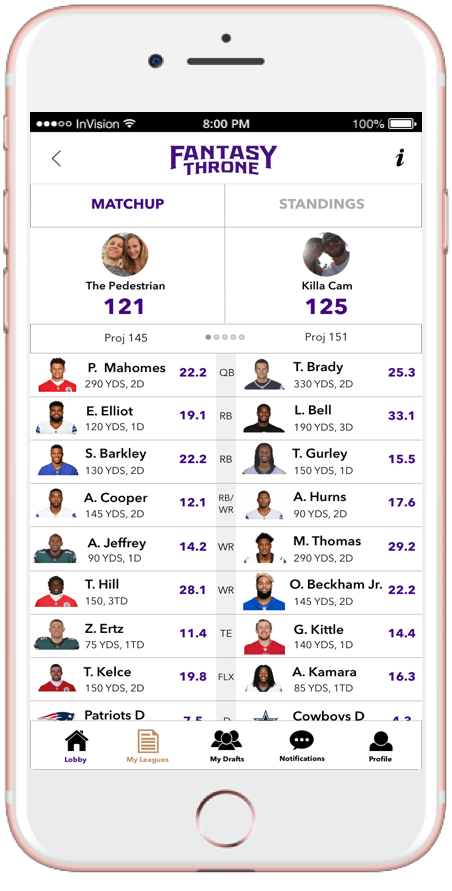 InVision 8:00 PM 100%
FANTASY
THRONE
i
MATCHUP STANDINGS
The Pedestrian Killa Cam
121 125
Proj 145 Proj 151
P. Mahomes 22.2 QB T. Brady 25.3
290 YDS, 2D 330 YDS, 2D
E. Elliot 19.1 RB L. Bell 33.1
120 YDS, 1D 190 YDS, 3D
S. Barkley 22.2 RB T. Gurley 15.5
130 YDS, 2D 150 YDS, 1D
A. Cooper 12.1 RB/ WR A. Hurns 17.6
145 YDS, 2D 90 YDS, 2D
A. Jeffrey 14.2 WR M. Thomas 29.2
90 YDS, 1D 290 YDS, 2D
T. Hill 28.1 WR O. Beckham Jr. 22.2
150, 3TD 145 YDS, 2D
Z. Ertz 11.4 TE G. Kittle 14.4
75 YDS, 1TD 140 YDS, 1D
T. Kelce 19.8 FLX A. Kamara 16.3
150 YDS, 2D 85 YDS, 1TD
Patriots D Cowboys D
Lobby My Leagues My Drafts Notifications Profile